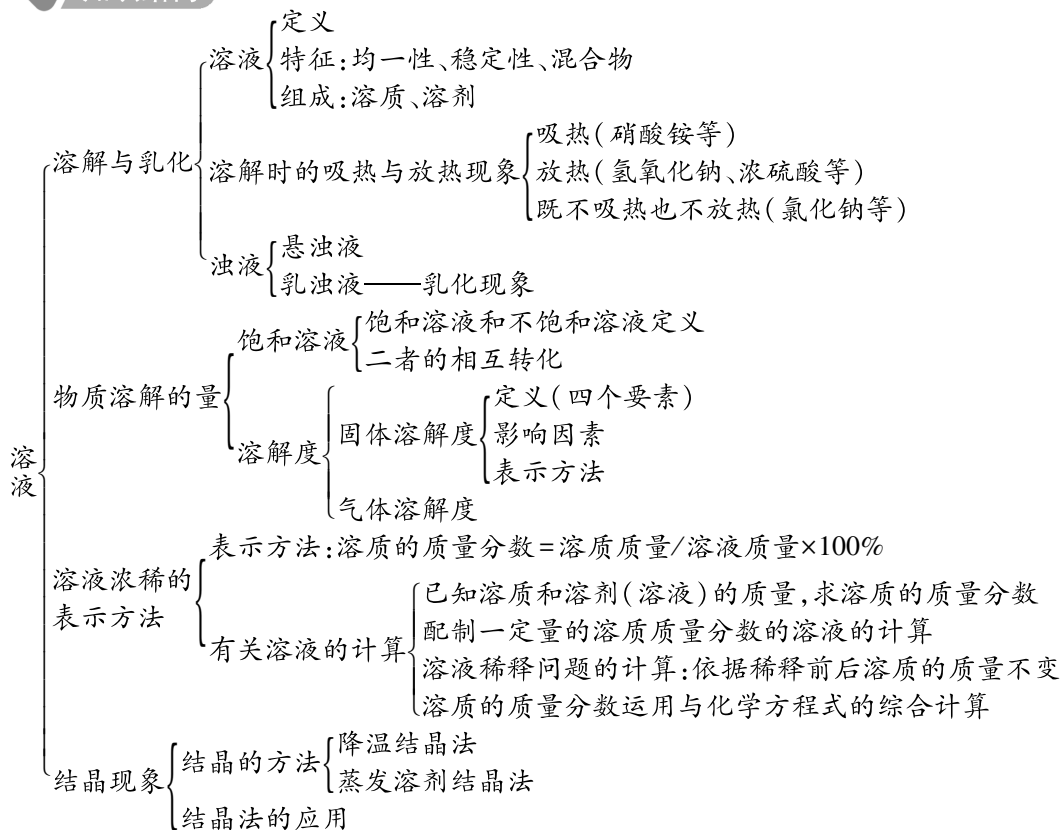 定义
溶液
特征:均一性、稳定性、混合物
组成:溶质、溶剂
吸热(硝酸铵等)
溶解与乳化
溶解时的吸热与放热现象
放热(氢氧化钠、浓硫酸等)
既不吸热也不放热(氯化钠等)
悬浊液
浊液
乳浊液——乳化现象
饱和溶液和不饱和溶液定义
饱和溶液
二者的相互转化
物质溶解的量
定义(四个要素)
溶解度
固体溶解度
影响因素
表示方法
气体溶解度
溶液
表示方法:溶质的质量分数=溶质质量/溶液质量×100%
溶液浓稀的
表示方法
已知溶质和溶剂(溶液)的质量,求溶质的质量分数
配制一定量的溶质质量分数的溶液的计算
有关溶液的计算
溶液稀释问题的计算:依据稀释前后溶质的质量不变
溶质的质量分数运用与化学方程式的综合计算
降温结晶法
结晶现象
结晶的方法
蒸发溶剂结晶法
结晶法的应用